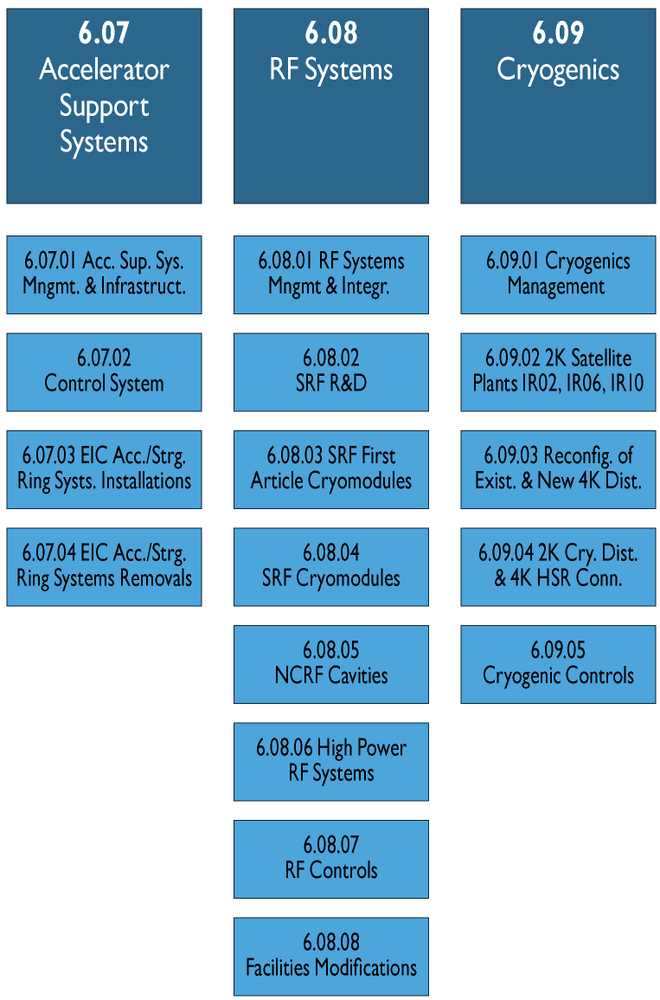 6.07
Accelerator
Support
Systems
6.07.01 Acc. Sup. Sys.
Mngmt. & Infrastruct.
6.07.02
Control System
6.07.03 EIC Acc./Strg.
Ring Systs. Installations
6.07.04 EIC Acc./Strg.
Ring Systems Removals
6.08
RF Systems
6.08.01 RF Systems
Mngmt & Integr.
6.08.02
SRF R&D
6.08.03 SRF First
Article Cryomodules
6.08.04
SRF Cryomodules
6.08.05
NCRF Cavities
6.08.06 High Power
RF Systems
6.08.07
RF Controls
6.08.08
Facilities Modifications
6.09
Cryogenics
6.09.01 Cryogenics
Management
6.09.02 2K Satellite
Plants IR02, IR06, IR10
6.09.03 Reconfig. of
Exist. & New 4K Dist.
6.09.04 2K Cry. Dist.
& 4K HSR Conn.
6.09.05
Cryogenic Controls